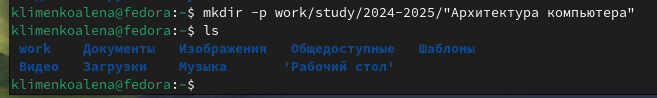 klimenkoalena@fedora:~$ mkdir -p work/study/2024-2025/"Архитектура компьютера"
klimenkoalena@fedora:~$ ls
work Документы Изображения Общедоступные Шаблоны
Видео Загрузки Музыка 'Рабочий стол'
klimenkoalena@fedora:~$